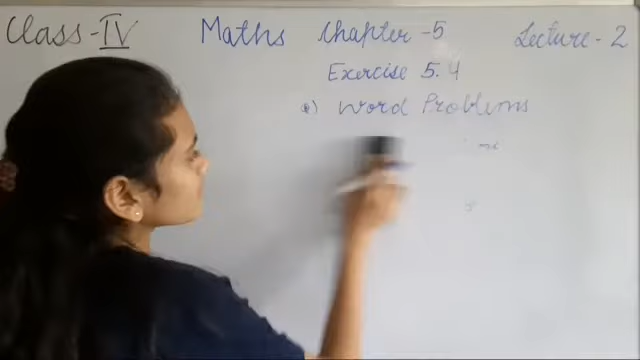 Class - IV Maths Chapter - 5 Lecture - 2
Exercise 5.4
*) Word Problems